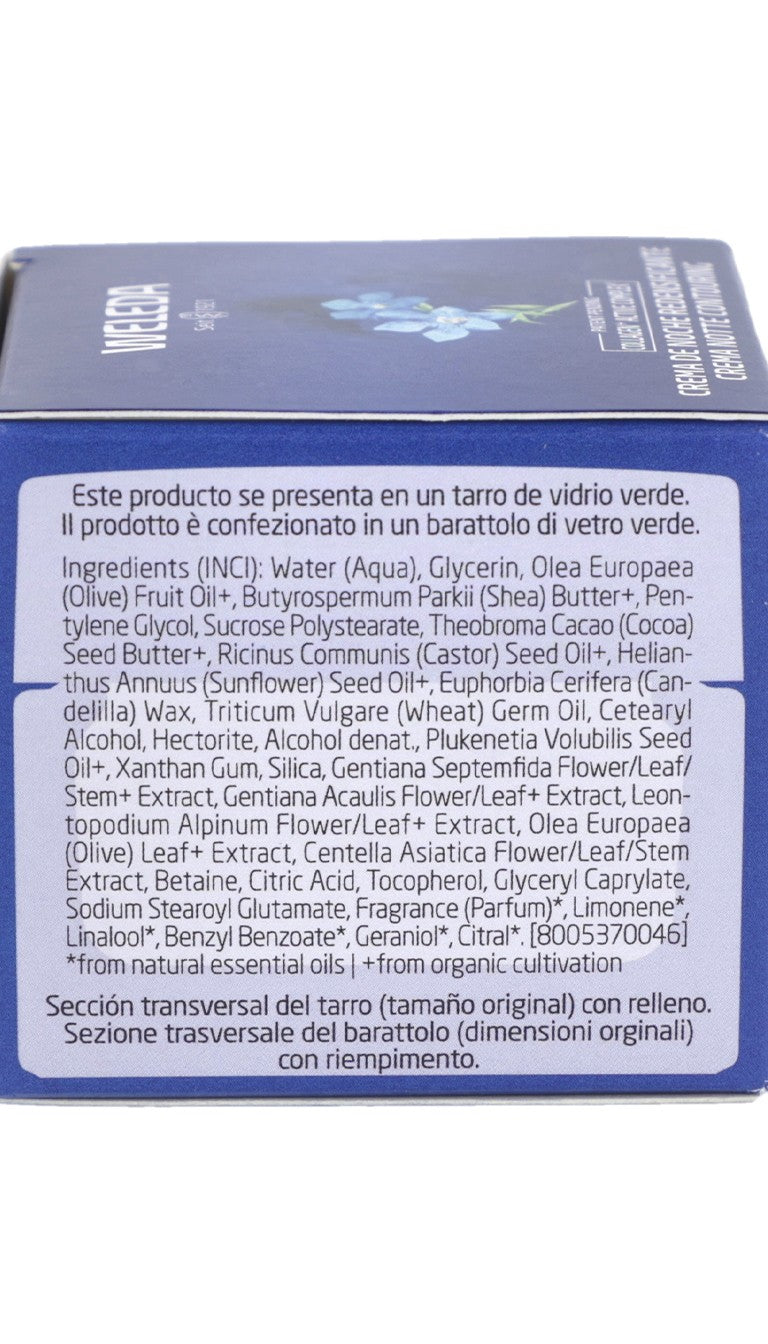 WELEDA
CREMA DE NOCHE REDENSIFICANTE
Este producto se presenta en un tarro de vidrio verde.
Il prodotto è confezionato in un barattolo di vetro verde.
Ingredients (INCI): Water (Aqua), Glycerin, Olea Europaea
(Olive) Fruit Oil+, Butyrospermum Parkii (Shea) Butter+, Pen-
tylene Glycol, Sucrose Polystearate, Theobroma Cacao (Cocoa)
Seed Butter+, Ricinus Communis (Castor) Seed Oil+, Helian-
thus Annuus (Sunflower) Seed Oil+, Euphorbia Cerifera (Can-
delilla) Wax, Triticum Vulgare (Wheat) Germ Oil, Cetearyl
Alcohol, Hectorite, Alcohol denat., Plukenetia Volubilis Seed
Oil+, Xanthan Gum, Silica, Gentiana Septemfida Flower/Leaf/
Stem+ Extract, Gentiana Acaulis Flower/Leaf+ Extract, Leon-
topodium Alpinum Flower/Leaf+ Extract, Olea Europaea
(Olive) Leaf+ Extract, Centella Asiatica Flower/Leaf/Stem
Extract, Betaine, Citric Acid, Tocopherol, Glyceryl Caprylate,
Sodium Stearoyl Glutamate, Fragrance (Parfum)*, Limonene*,
Linalool*, Benzyl Benzoate*, Geraniol*, Citral*. [8005370046]
*from natural essential oils | +from organic cultivation
Sección transversal del tarro (tamaño original) con relleno.
Sezione trasversale del barattolo (dimensioni orginali)
con riempimento.